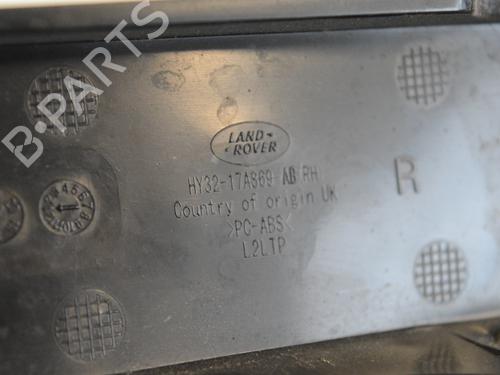 B-PARTS
LAND
ROVER
HY32-17A869-AB RH
R
Country of origin UK
>PC-ABS<
L2LTP